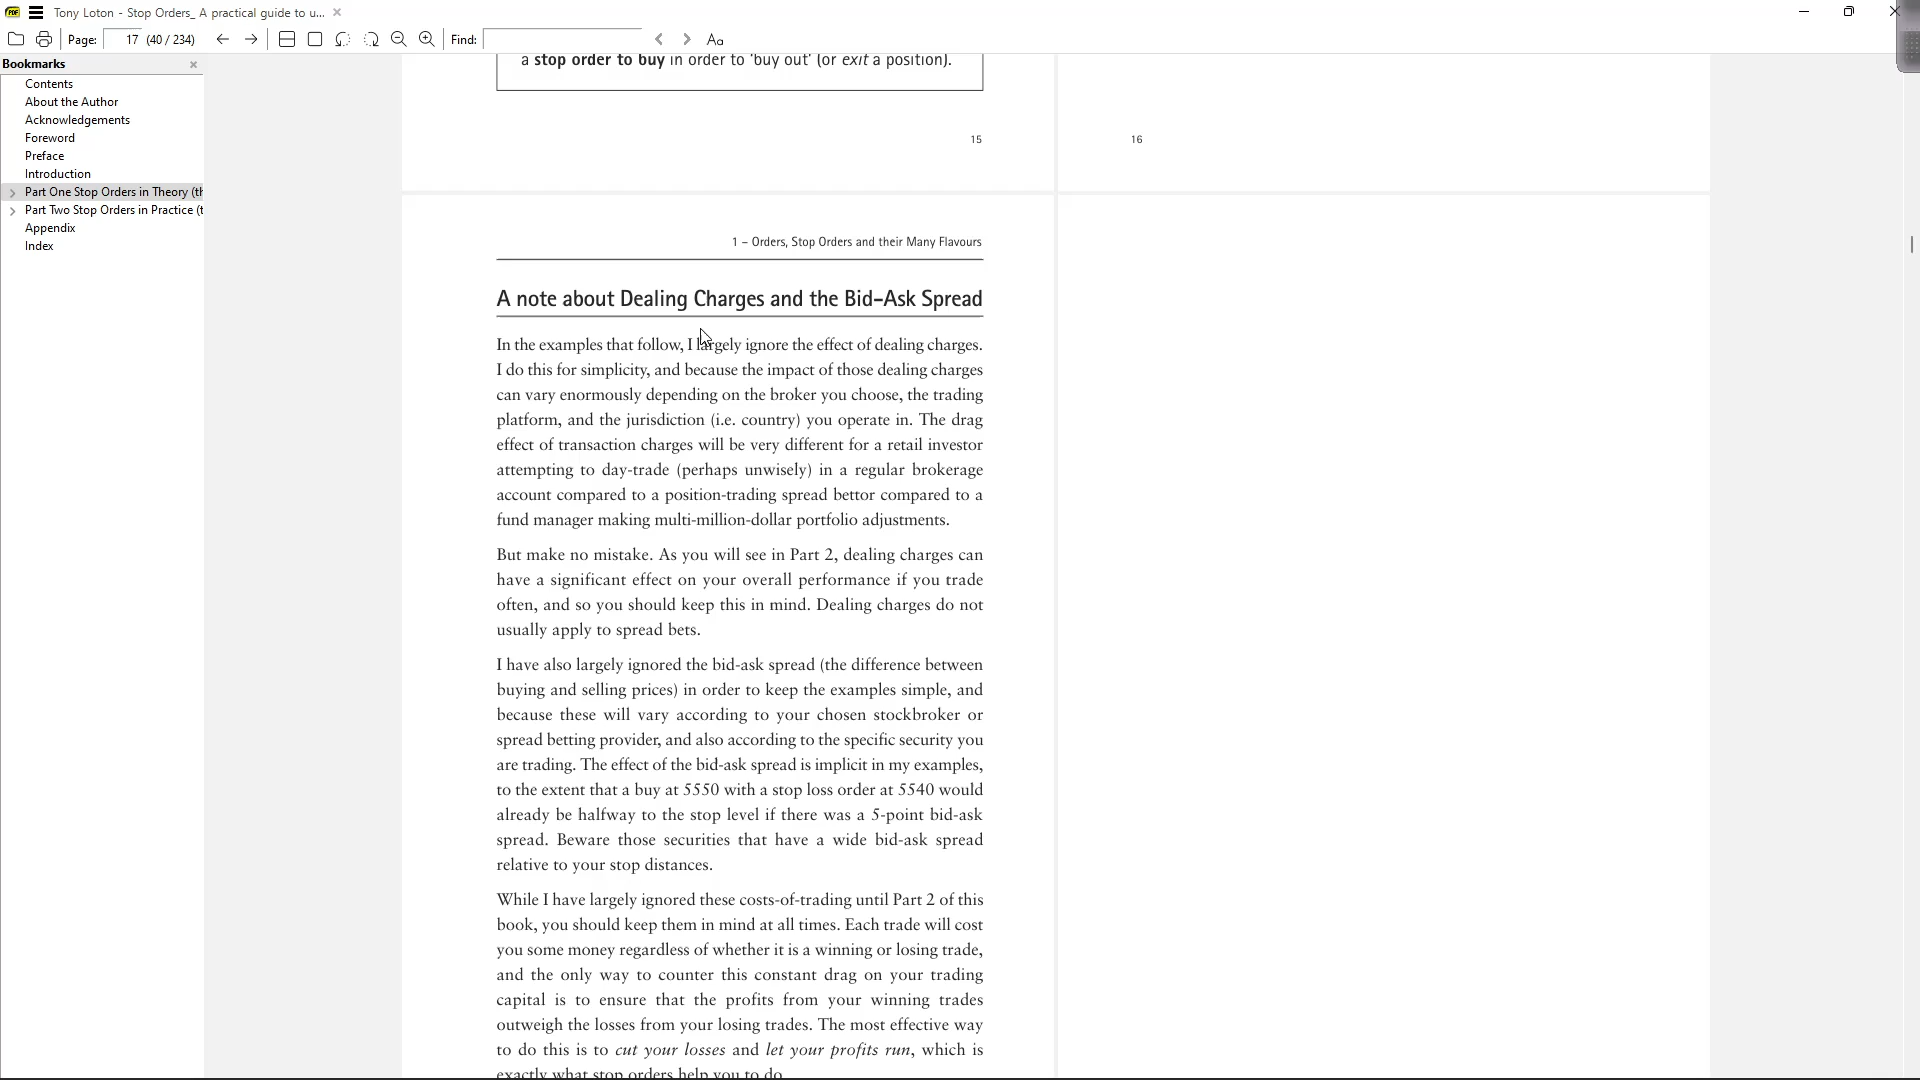 Tony Loton - Stop Orders_ A practical guide to u...
Page: 17 (40 / 234)
Find:
Aa
Bookmarks
Contents
About the Author
Acknowledgements
Foreword
Preface
Introduction
Part One Stop Orders in Theory (th
Part Two Stop Orders in Practice (t
Appendix
Index
a stop order to buy in order to 'buy out' (or exit a position).
15
16
1 – Orders, Stop Orders and their Many Flavours
A note about Dealing Charges and the Bid-Ask Spread
In the examples that follow, I largely ignore the effect of dealing charges.
I do this for simplicity, and because the impact of those dealing charges
can vary enormously depending on the broker you choose, the trading
platform, and the jurisdiction (i.e. country) you operate in. The drag
effect of transaction charges will be very different for a retail investor
attempting to day-trade (perhaps unwisely) in a regular brokerage
account compared to a position-trading spread bettor compared to a
fund manager making multi-million-dollar portfolio adjustments.
But make no mistake. As you will see in Part 2, dealing charges can
have a significant effect on your overall performance if you trade
often, and so you should keep this in mind. Dealing charges do not
usually apply to spread bets.
I have also largely ignored the bid-ask spread (the difference between
buying and selling prices) in order to keep the examples simple, and
because these will vary according to your chosen stockbroker or
spread betting provider, and also according to the specific security you
are trading. The effect of the bid-ask spread is implicit in my examples,
to the extent that a buy at 5550 with a stop loss order at 5540 would
already be halfway to the stop level if there was a 5-point bid-ask
spread. Beware those securities that have a wide bid-ask spread
relative to your stop distances.
While I have largely ignored these costs-of-trading until Part 2 of this
book, you should keep them in mind at all times. Each trade will cost
you some money regardless of whether it is a winning or losing trade,
and the only way to counter this constant drag on your trading
capital is to ensure that the profits from your winning trades
outweigh the losses from your losing trades. The most effective way
to do this is to cut your losses and let your profits run, which is
exactly what stop orders help you to do.